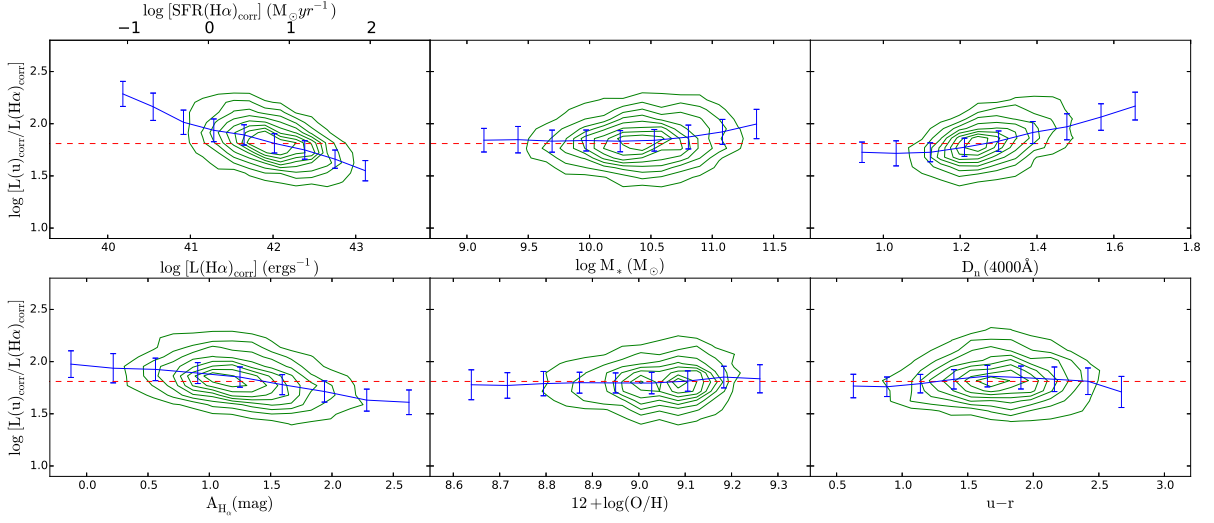 log [SFR(Hα)corr] (M⊙yr−1)
−1 0 1 2
log [L(u)corr/L(Hα)corr]
2.5
2.0
1.5
1.0
40 41 42 43
9.0 9.5 10.0 10.5 11.0 11.5
1.0 1.2 1.4 1.6 1.8
log [L(Hα)corr] (ergs−1)
log M* (M⊙)
Dn(4000Å)
log [L(u)corr/L(Hα)corr]
2.5
2.0
1.5
1.0
0.0 0.5 1.0 1.5 2.0 2.5
8.6 8.7 8.8 8.9 9.0 9.1 9.2 9.3
0.5 1.0 1.5 2.0 2.5 3.0
AHα(mag)
12+log(O/H)
u−r